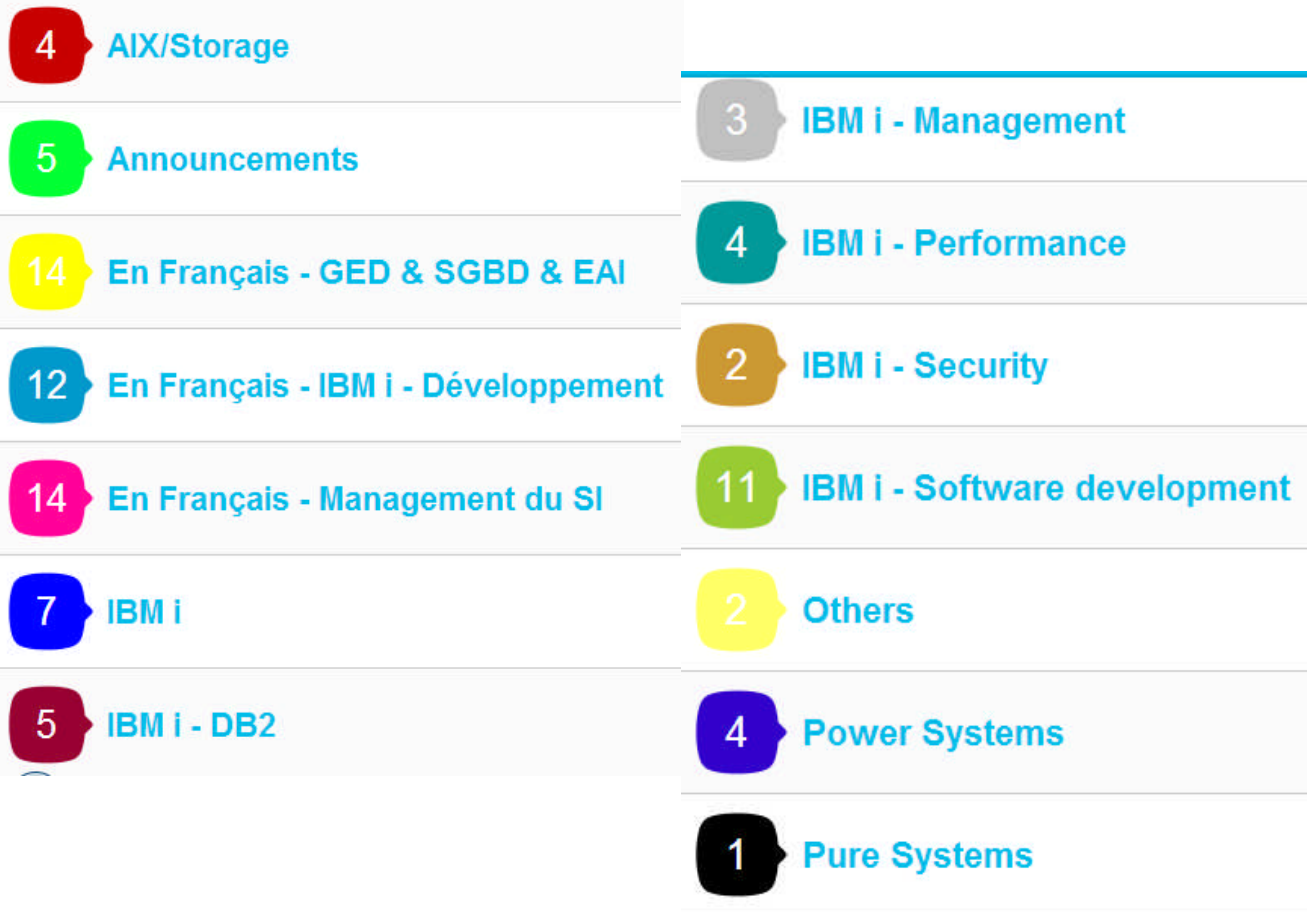 4 AIX/Storage
5 Announcements
14 En Français - GED & SGBD & EAI
12 En Français - IBM i - Développement
14 En Français - Management du SI
7 IBM i
5 IBM i - DB2
3 IBM i - Management
4 IBM i - Performance
2 IBM i - Security
11 IBM i - Software development
2 Others
4 Power Systems
1 Pure Systems